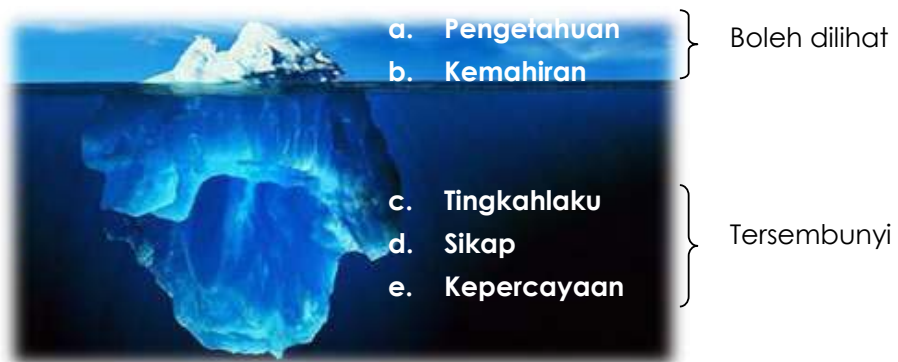 a. Pengetahuan
b. Kemahiran
Boleh dilihat
c. Tingkahlaku
d. Sikap
e. Kepercayaan
Tersembunyi